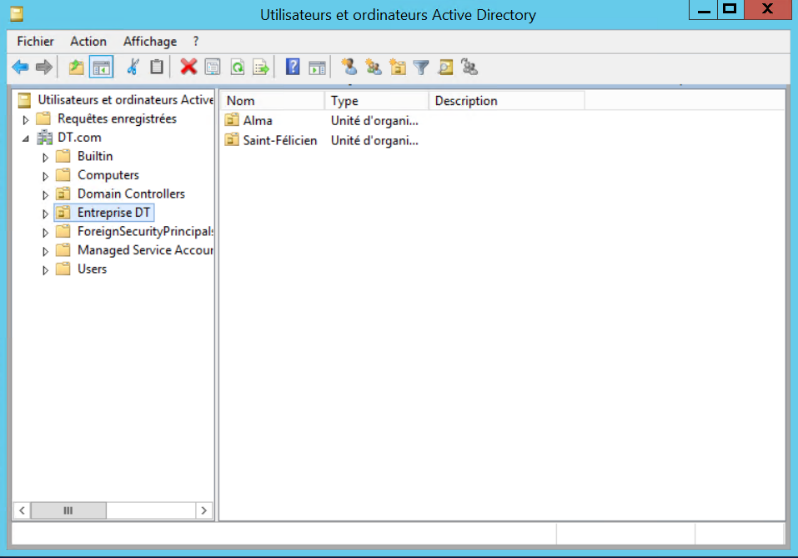 Utilisateurs et ordinateurs Active Directory
Fichier Action Affichage ?
Utilisateurs et ordinateurs Active
Requêtes enregistrées
DT.com
Builtin
Computers
Domain Controllers
Entreprise DT
ForeignSecurityPrincipals
Managed Service Accour
Users
Nom Type Description
Alma Unité d'organi...
Saint-Félicien Unité d'organi...